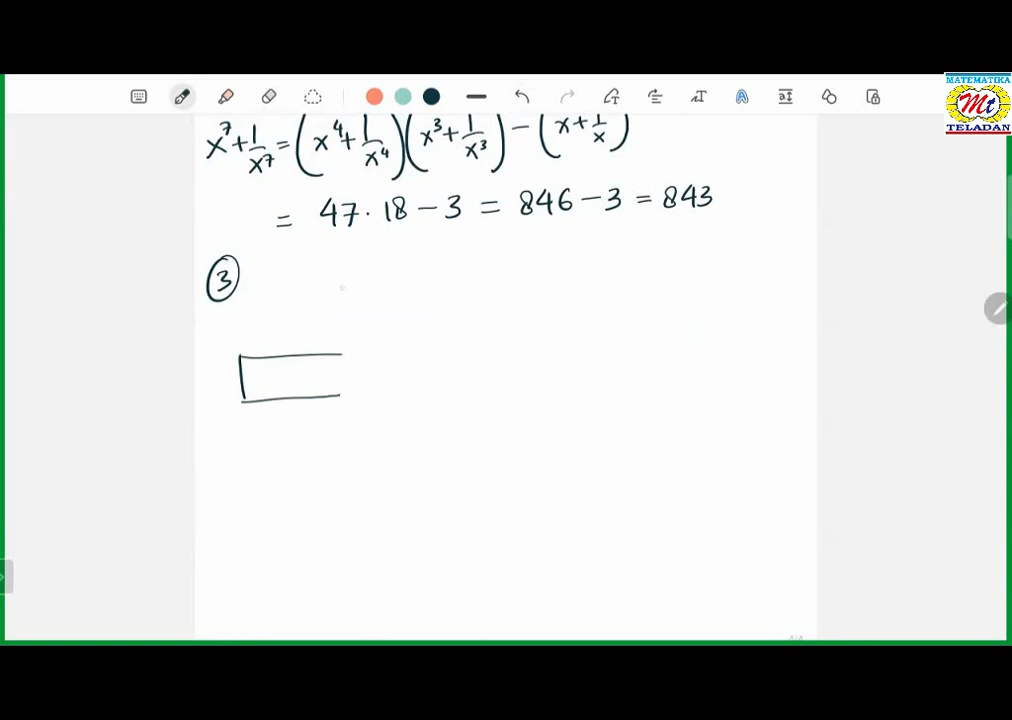 MATEMATIKA
Mt
TELADAN
x⁷ + 1/x⁷ = (x⁴ + 1/x⁴)(x³ + 1/x³) − (x + 1/x)
= 47 · 18 − 3 = 846 − 3 = 843
③